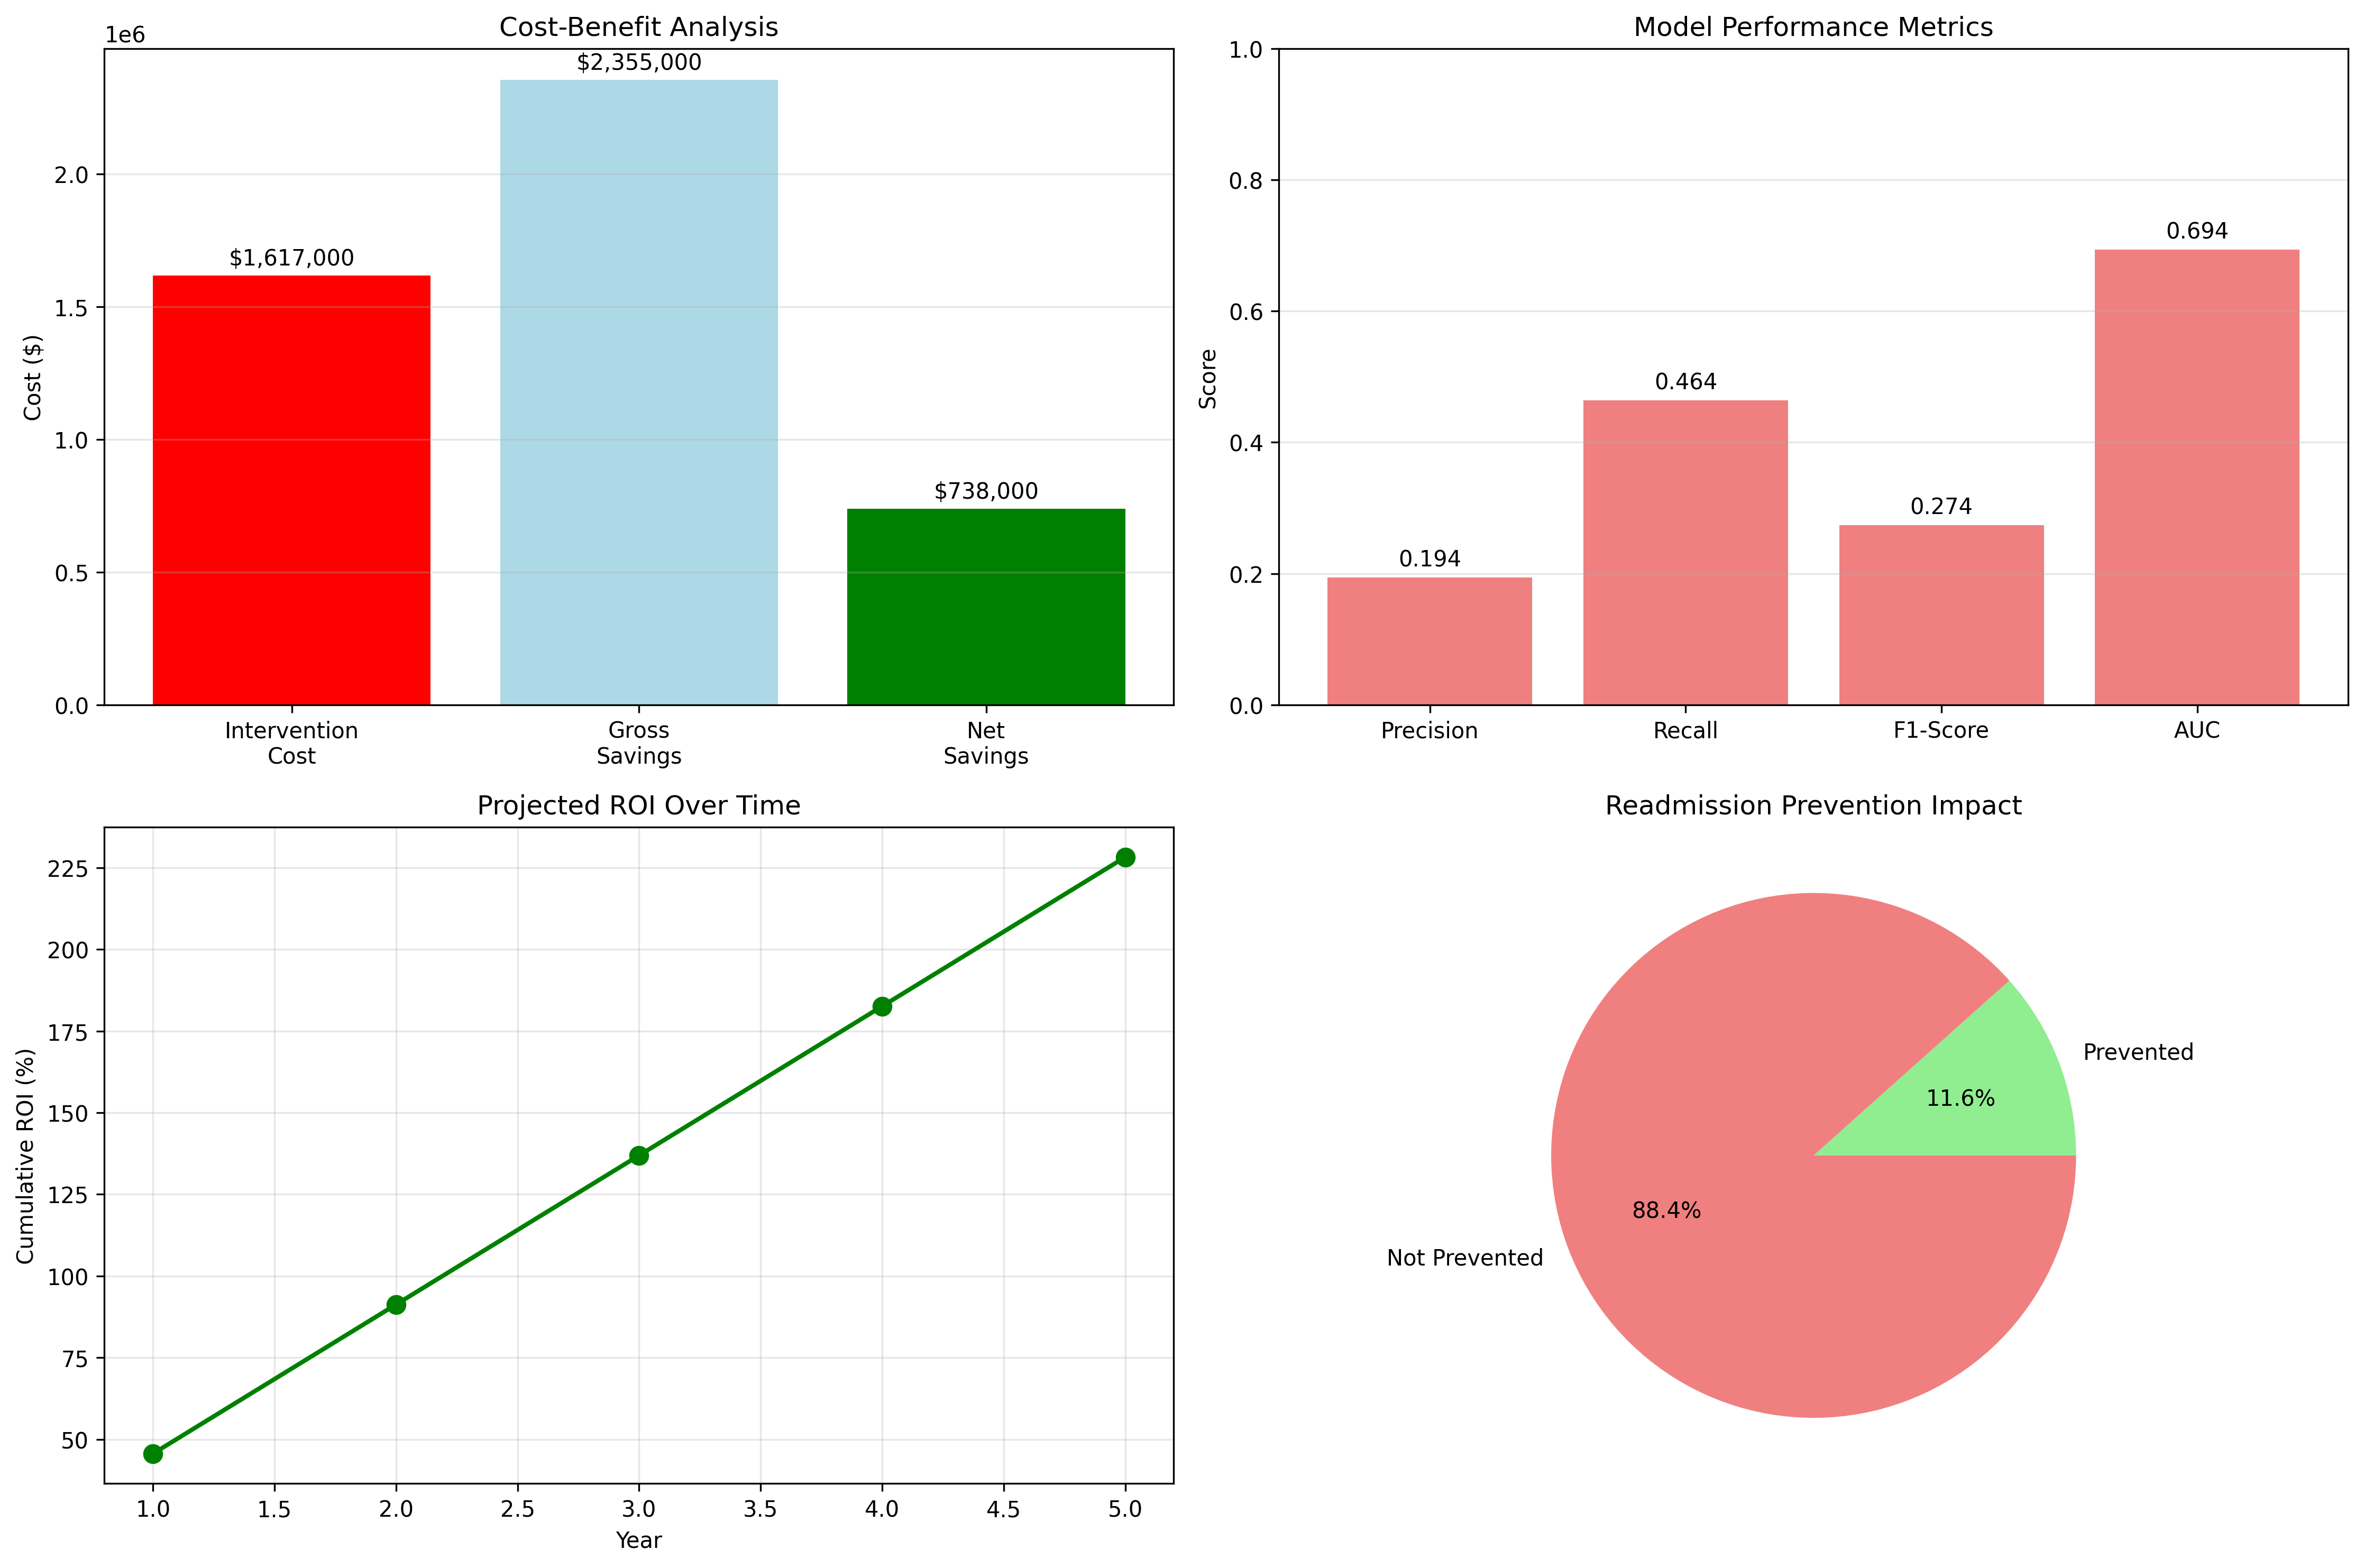 Cost-Benefit Analysis
1e6
$2,355,000
$1,617,000
$738,000
2.0
1.5
1.0
0.5
0.0
Cost ($)
Intervention
Cost
Gross
Savings
Net
Savings
Model Performance Metrics
1.0
0.8
0.6
0.4
0.2
0.0
Score
0.194
0.464
0.274
0.694
Precision
Recall
F1-Score
AUC
Projected ROI Over Time
225
200
175
150
125
100
75
50
Cumulative ROI (%)
1.0
1.5
2.0
2.5
3.0
3.5
4.0
4.5
5.0
Year
Readmission Prevention Impact
Prevented
11.6%
88.4%
Not Prevented